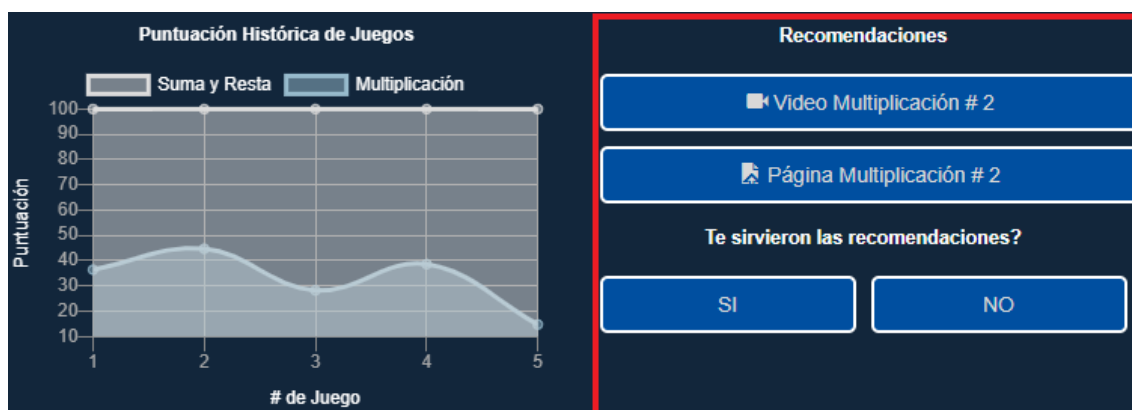 Puntuación Histórica de Juegos
Suma y Resta
Multiplicación
100
90
80
70
60
50
40
30
20
10
Puntuación
1 2 3 4 5
# de Juego
Recomendaciones
Video Multiplicación # 2
Página Multiplicación # 2
Te sirvieron las recomendaciones?
SI
NO